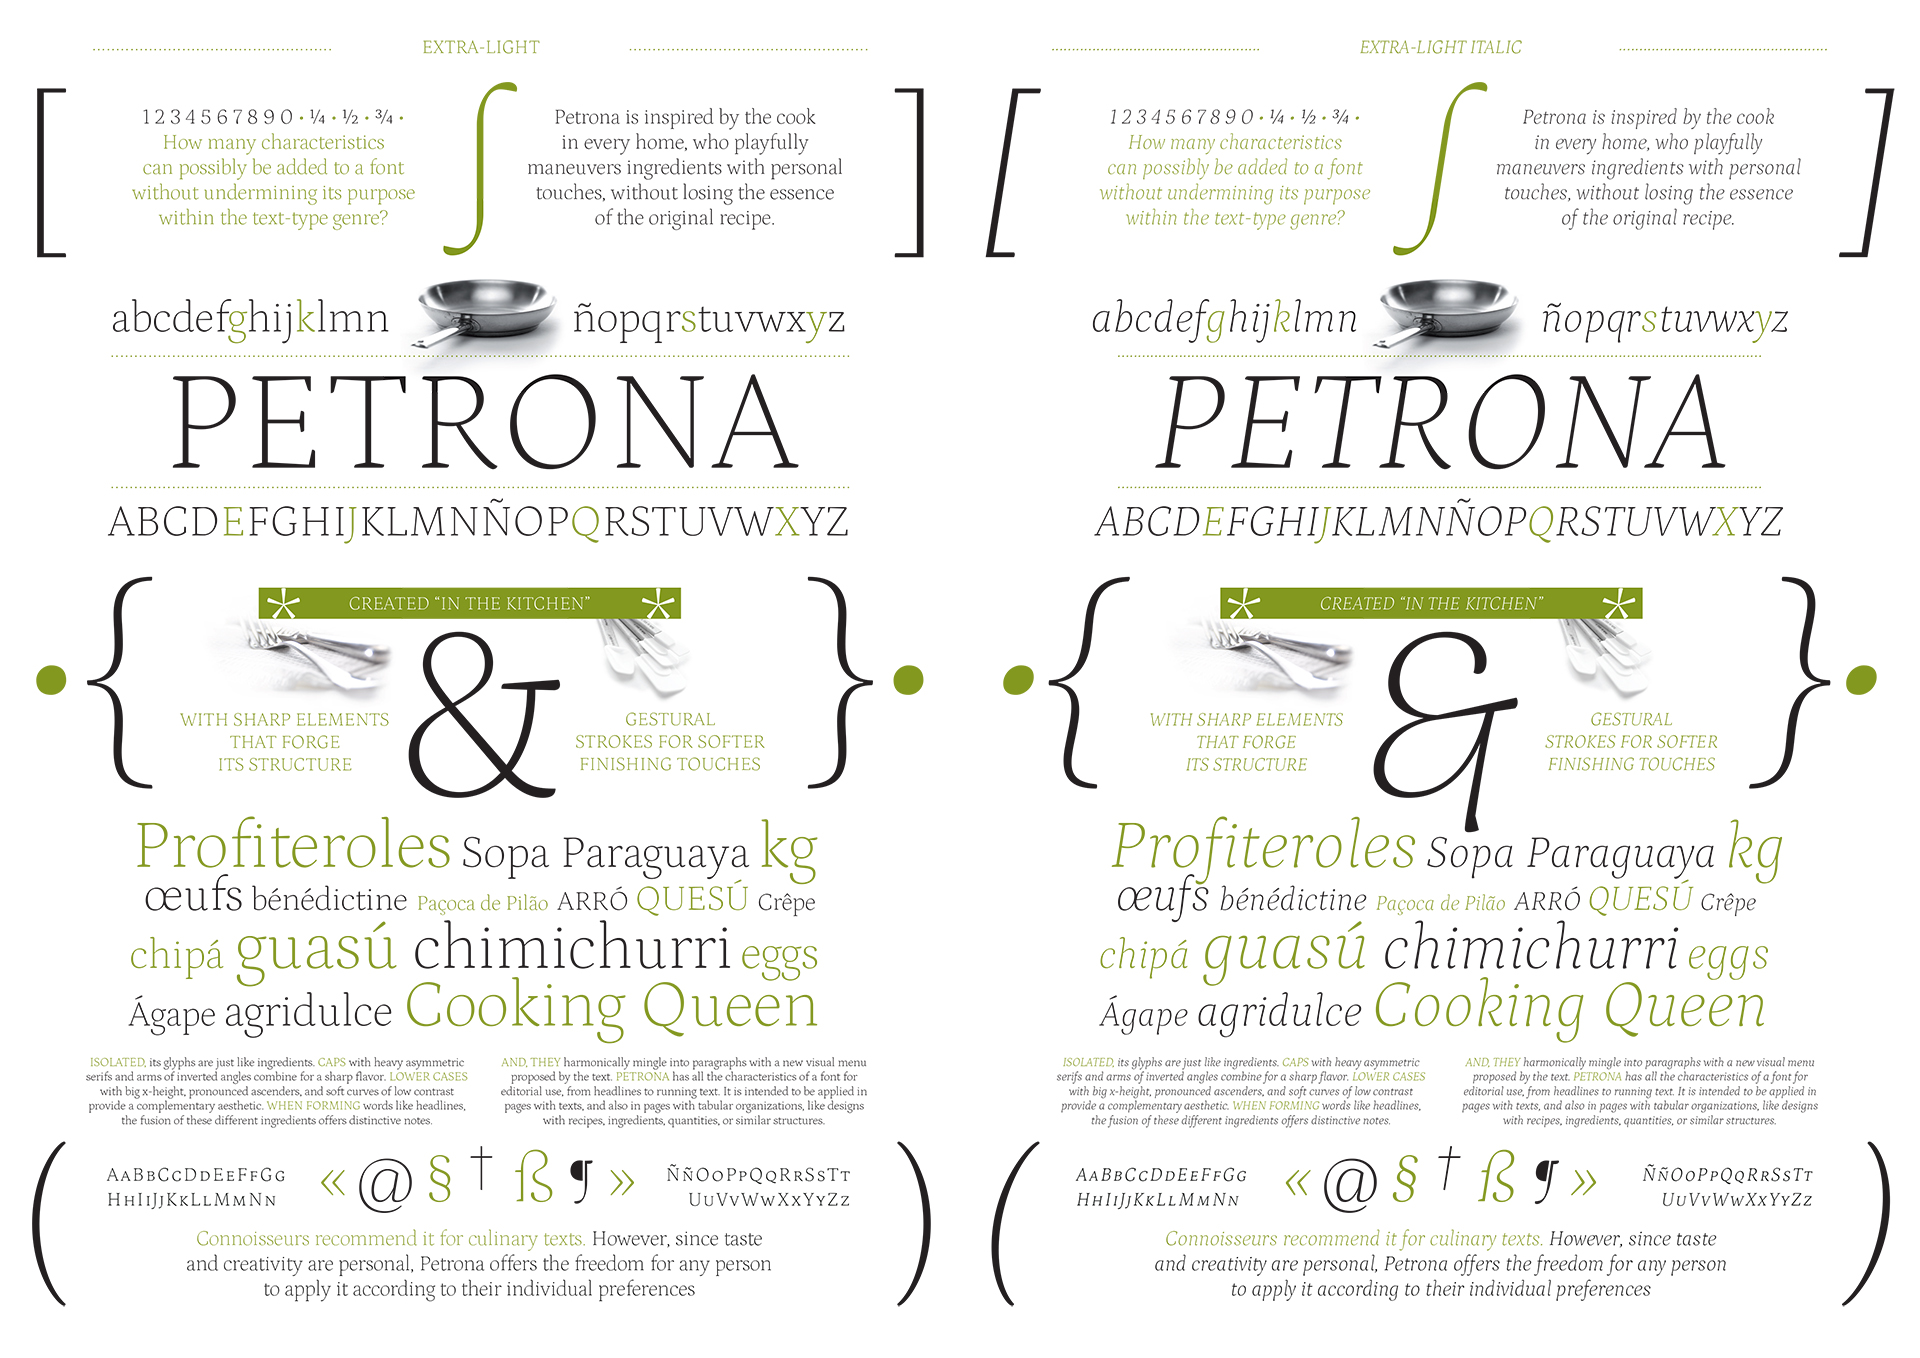 EXTRA-LIGHT
1 2 3 4 5 6 7 8 9 0 • ¼ • ½ • ¾ •
How many characteristics
can possibly be added to a font
without undermining its purpose
within the text-type genre?
∫
Petrona is inspired by the cook
in every home, who playfully
maneuvers ingredients with personal
touches, without losing the essence
of the original recipe.
abcdefghijklmn ñopqrstuvwxyz
PETRONA
ABCDEFGHIJKLMNÑOPQRSTUVWXYZ
* CREATED “IN THE KITCHEN” *
WITH SHARP ELEMENTS
THAT FORGE
ITS STRUCTURE
&
GESTURAL
STROKES FOR SOFTER
FINISHING TOUCHES
Profiteroles Sopa Paraguaya kg
œufs bénédictine Paçoca de Pilão ARRÓ QUESÚ Crêpe
chipá guasú chimichurri eggs
Ágape agridulce Cooking Queen
ISOLATED, its glyphs are just like ingredients. CAPS with heavy asymmetric
serifs and arms of inverted angles combine for a sharp flavor. LOWER CASES
with big x-height, pronounced ascenders, and soft curves of low contrast
provide a complementary aesthetic. WHEN FORMING words like headlines,
the fusion of these different ingredients offers distinctive notes.
AND, THEY harmonically mingle into paragraphs with a new visual menu
proposed by the text. PETRONA has all the characteristics of a font for
editorial use, from headlines to running text. It is intended to be applied in
pages with texts, and also in pages with tabular organizations, like designs
with recipes, ingredients, quantities, or similar structures.
AaBbCcDdEeFfGg
HhIiJjKkLlMmNn
« @ § † ß ¶ »
ÑñOoPpQqRrSsTt
UuVvWwXxYyZz
Connoisseurs recommend it for culinary texts. However, since taste
and creativity are personal, Petrona offers the freedom for any person
to apply it according to their individual preferences
EXTRA-LIGHT ITALIC
1 2 3 4 5 6 7 8 9 0 • ¼ • ½ • ¾ •
How many characteristics
can possibly be added to a font
without undermining its purpose
within the text-type genre?
∫
Petrona is inspired by the cook
in every home, who playfully
maneuvers ingredients with personal
touches, without losing the essence
of the original recipe.
abcdefghijklmn ñopqrstuvwxyz
PETRONA
ABCDEFGHIJKLMNÑOPQRSTUVWXYZ
* CREATED “IN THE KITCHEN” *
WITH SHARP ELEMENTS
THAT FORGE
ITS STRUCTURE
&
GESTURAL
STROKES FOR SOFTER
FINISHING TOUCHES
Profiteroles Sopa Paraguaya kg
œufs bénédictine Paçoca de Pilão ARRÓ QUESÚ Crêpe
chipá guasú chimichurri eggs
Ágape agridulce Cooking Queen
ISOLATED, its glyphs are just like ingredients. CAPS with heavy asymmetric
serifs and arms of inverted angles combine for a sharp flavor. LOWER CASES
with big x-height, pronounced ascenders, and soft curves of low contrast
provide a complementary aesthetic. WHEN FORMING words like headlines,
the fusion of these different ingredients offers distinctive notes.
AND, THEY harmonically mingle into paragraphs with a new visual menu
proposed by the text. PETRONA has all the characteristics of a font for
editorial use, from headlines to running text. It is intended to be applied in
pages with texts, and also in pages with tabular organizations, like designs
with recipes, ingredients, quantities, or similar structures.
AaBbCcDdEeFfGg
HhIiJjKkLlMmNn
« @ § † ß ¶ »
ÑñOoPpQqRrSsTt
UuVvWwXxYyZz
Connoisseurs recommend it for culinary texts. However, since taste
and creativity are personal, Petrona offers the freedom for any person
to apply it according to their individual preferences